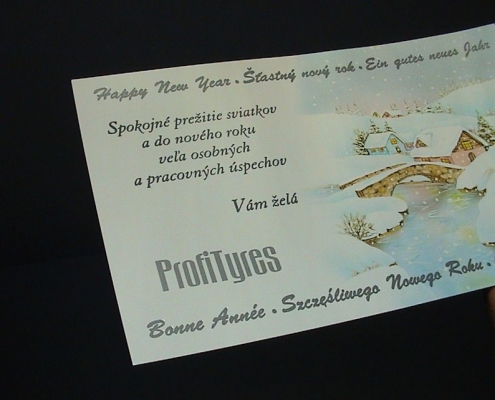 Happy New Year • Šťastný nový rok • Ein gutes neues Jahr
Spokojné prežitie sviatkov
a do nového roku
veľa osobných
a pracovných úspechov
Vám želá
ProfiTyres
Bonne Année • Szczęśliwego Nowego Roku •